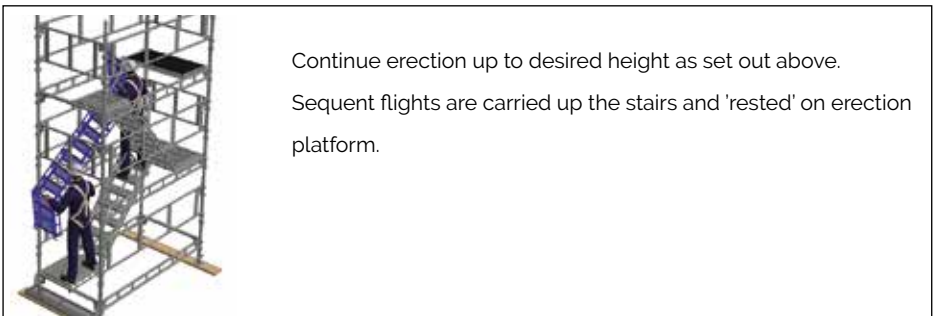 Continue erection up to desired height as set out above.
Sequent flights are carried up the stairs and 'rested' on erection
platform.